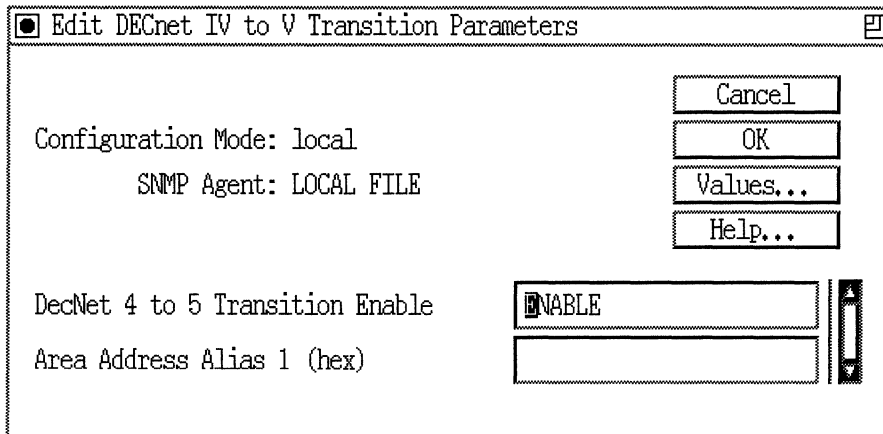 Edit DECnet IV to V Transition Parameters
Cancel
Configuration Mode: local
OK
SNMP Agent: LOCAL FILE
Values...
Help...
DecNet 4 to 5 Transition Enable
ENABLE
Area Address Alias 1 (hex)